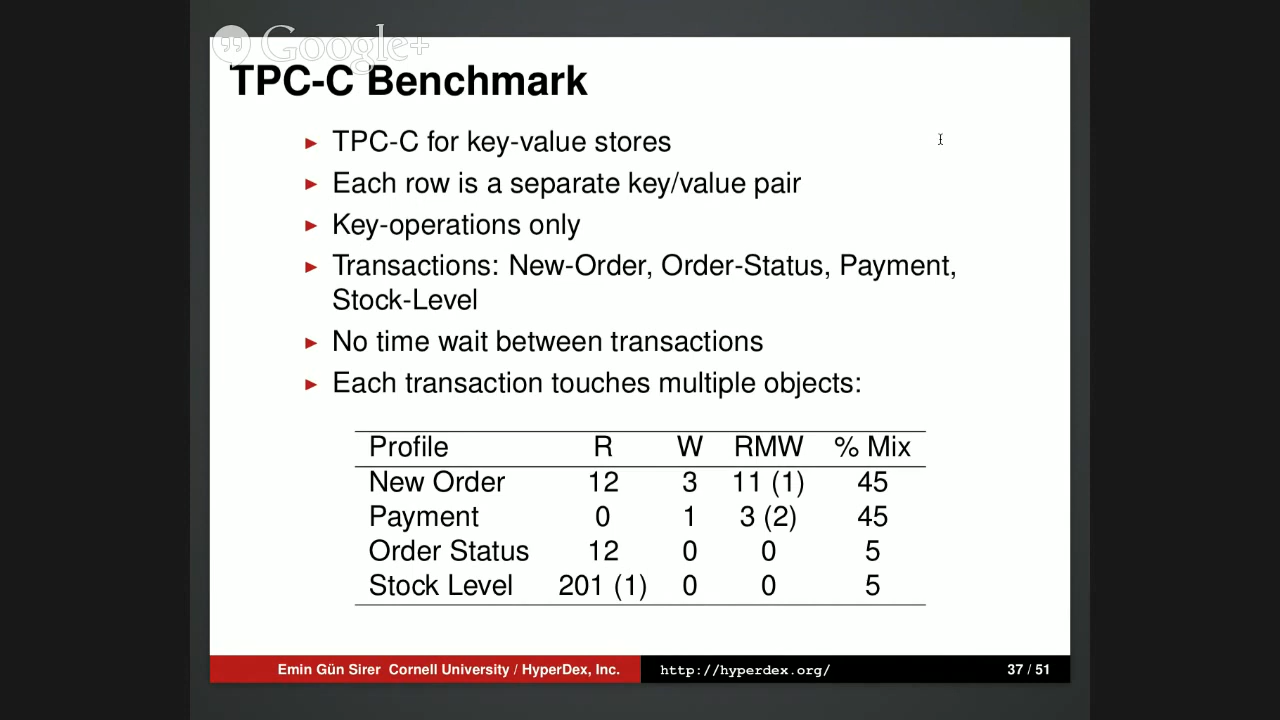 Google+
TPC-C Benchmark
TPC-C for key-value stores
Each row is a separate key/value pair
Key-operations only
Transactions: New-Order, Order-Status, Payment,
Stock-Level
No time wait between transactions
Each transaction touches multiple objects:
Profile R W RMW % Mix
New Order 12 3 11 (1) 45
Payment 0 1 3 (2) 45
Order Status 12 0 0 5
Stock Level 201 (1) 0 0 5
Emin Gün Sirer Cornell University / HyperDex, Inc. http://hyperdex.org/ 37 / 51